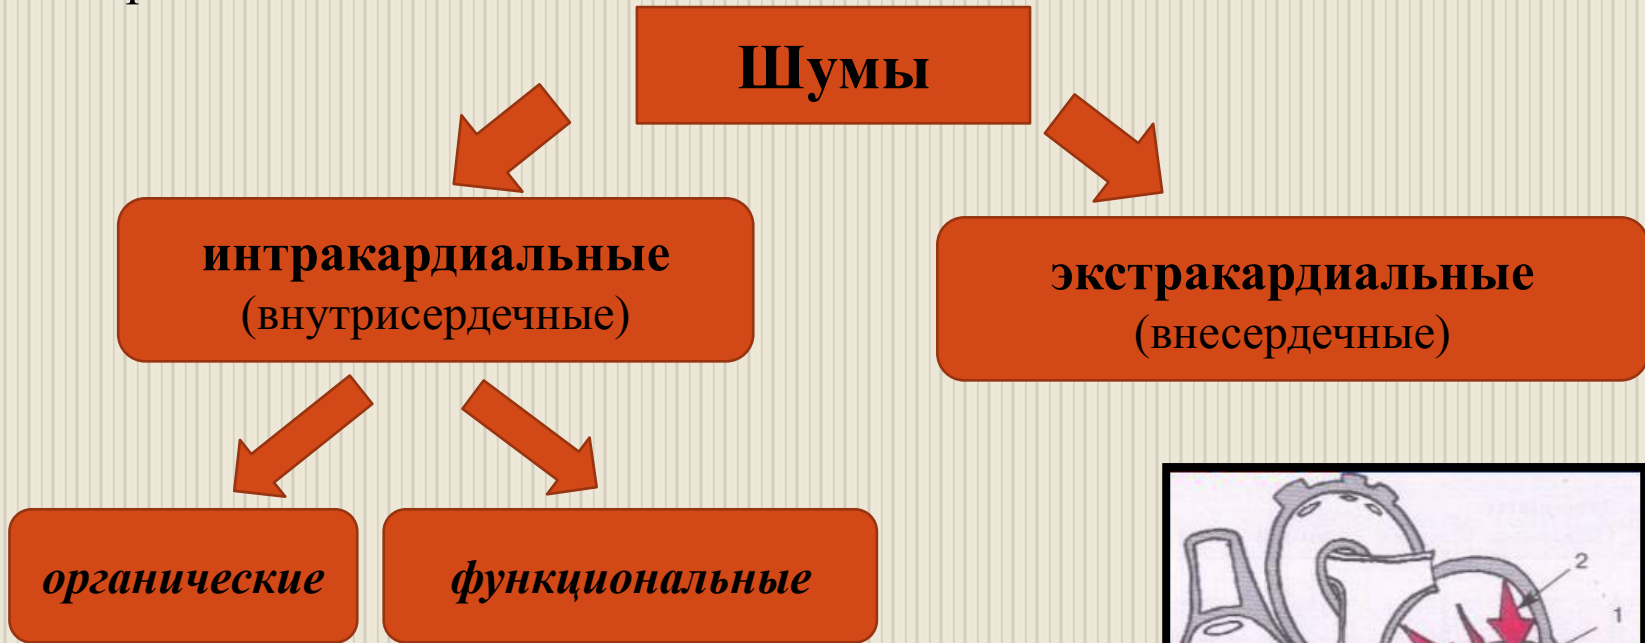 Шумы
интракардиальные
(внутрисердечные)
экстракардиальные
(внесердечные)
органические
функциональные
2
1